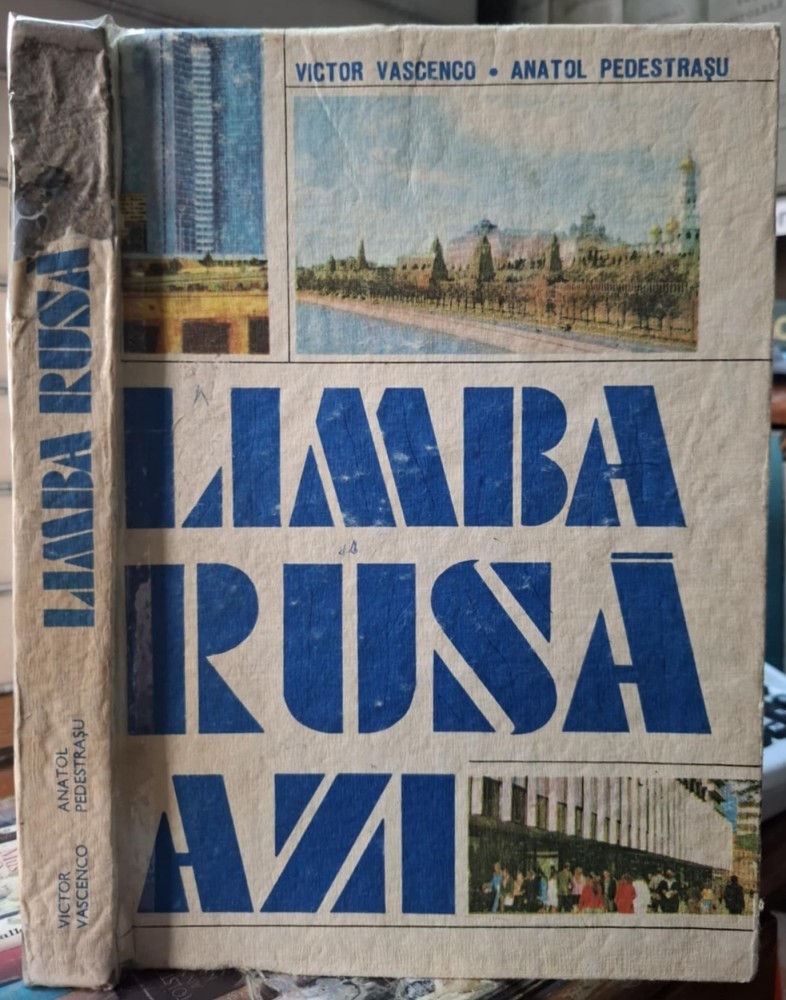 VICTOR VASCENCO • ANATOL PEDESTRAȘU
LIMBA
RUSĂ
AZI
LIMBA RUSĂ
ANATOL
PEDESTRAȘU
VICTOR
VASCENCO